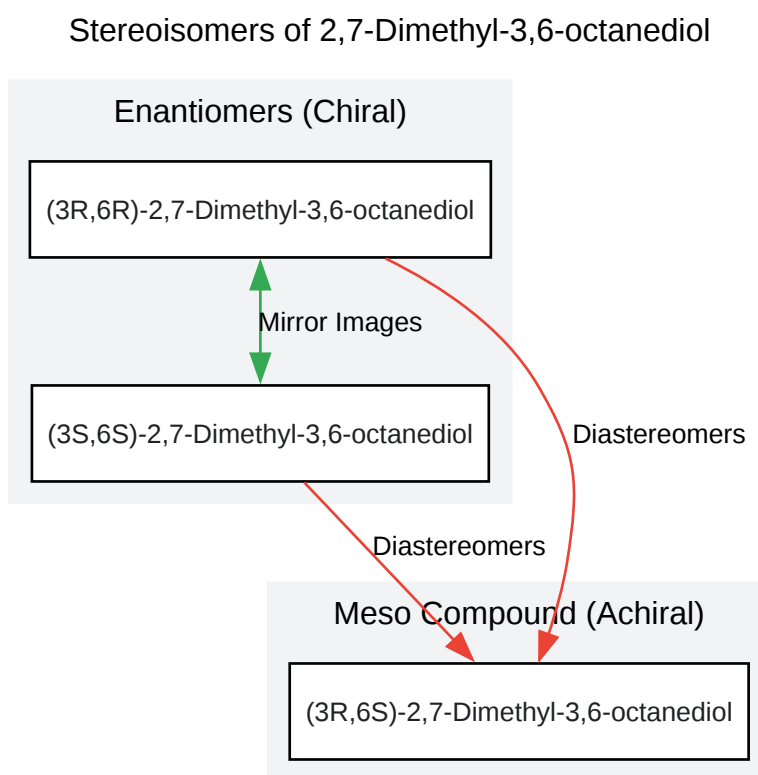 Stereoisomers of 2,7-Dimethyl-3,6-octanediol
Enantiomers (Chiral)
(3R,6R)-2,7-Dimethyl-3,6-octanediol
Mirror Images
(3S,6S)-2,7-Dimethyl-3,6-octanediol
Diastereomers
Diastereomers
Meso Compound (Achiral)
(3R,6S)-2,7-Dimethyl-3,6-octanediol